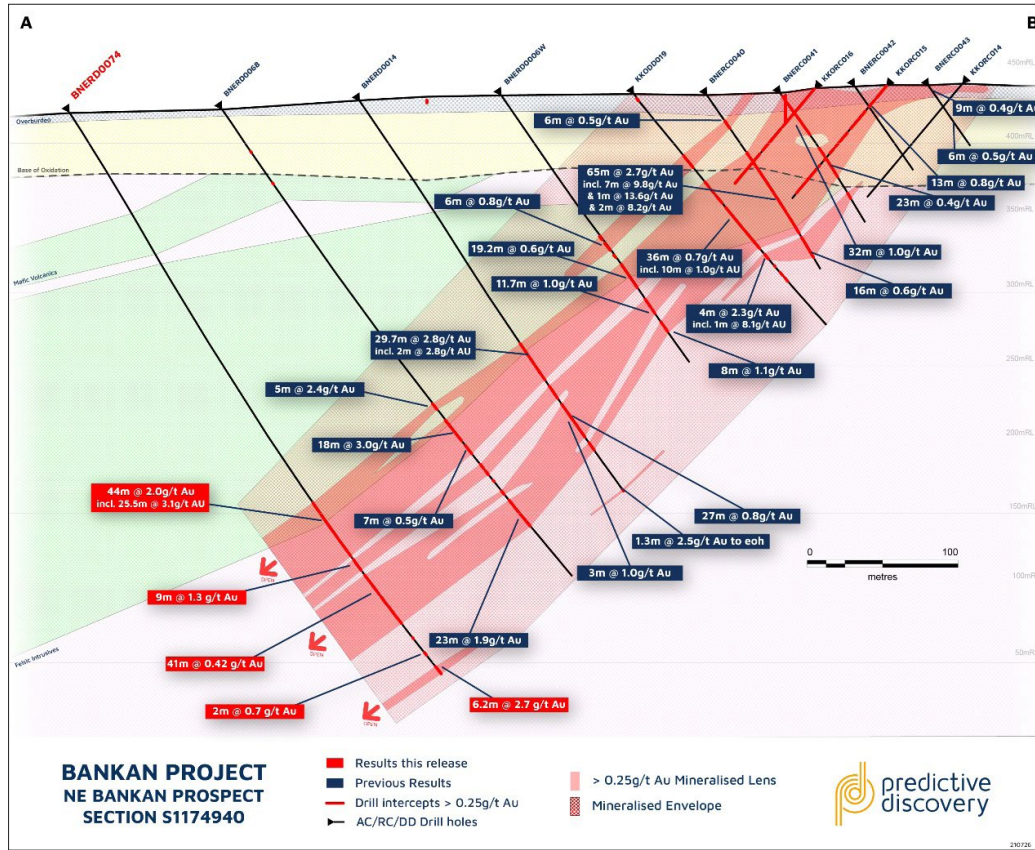 A
B
BNERD0074
BNERD006B
BNERD0014
BNERD0006W
KKODD019
BNERC0040
BNERC0041
KKORC016
BNERC0042
KKORC015
BNERC0043
KKORC014
450mRL
Overburden
6m @ 0.5g/t Au
9m @ 0.4g/t Au
400mRL
6m @ 0.5g/t Au
Base of Oxidation
65m @ 2.7g/t Au
incl. 7m @ 9.8g/t Au
& 1m @ 13.6g/t Au
& 2m @ 8.2g/t Au
13m @ 0.8g/t Au
23m @ 0.4g/t Au
6m @ 0.8g/t Au
350mRL
19.2m @ 0.6g/t Au
36m @ 0.7g/t Au
incl. 10m @ 1.0g/t AU
32m @ 1.0g/t Au
Mafic Volcanics
11.7m @ 1.0g/t Au
16m @ 0.6g/t Au
300mRL
4m @ 2.3g/t Au
incl. 1m @ 8.1g/t AU
29.7m @ 2.8g/t Au
incl. 2m @ 2.8g/t AU
250mRL
8m @ 1.1g/t Au
5m @ 2.4g/t Au
18m @ 3.0g/t Au
200mRL
44m @ 2.0g/t Au
incl. 25.5m @ 3.1g/t AU
7m @ 0.5g/t Au
27m @ 0.8g/t Au
150mRL
1.3m @ 2.5g/t Au to eoh
0
100
metres
3m @ 1.0g/t Au
100mRL
OPEN
9m @ 1.3 g/t Au
23m @ 1.9g/t Au
OPEN
Felsic Intrusives
41m @ 0.42 g/t Au
50mRL
2m @ 0.7 g/t Au
6.2m @ 2.7 g/t Au
OPEN
BANKAN PROJECT
NE BANKAN PROSPECT
SECTION S1174940
Results this release
Previous Results
Drill intercepts > 0.25g/t Au
AC/RC/DD Drill holes
> 0.25g/t Au Mineralised Lens
Mineralised Envelope
predictive
discovery
210726